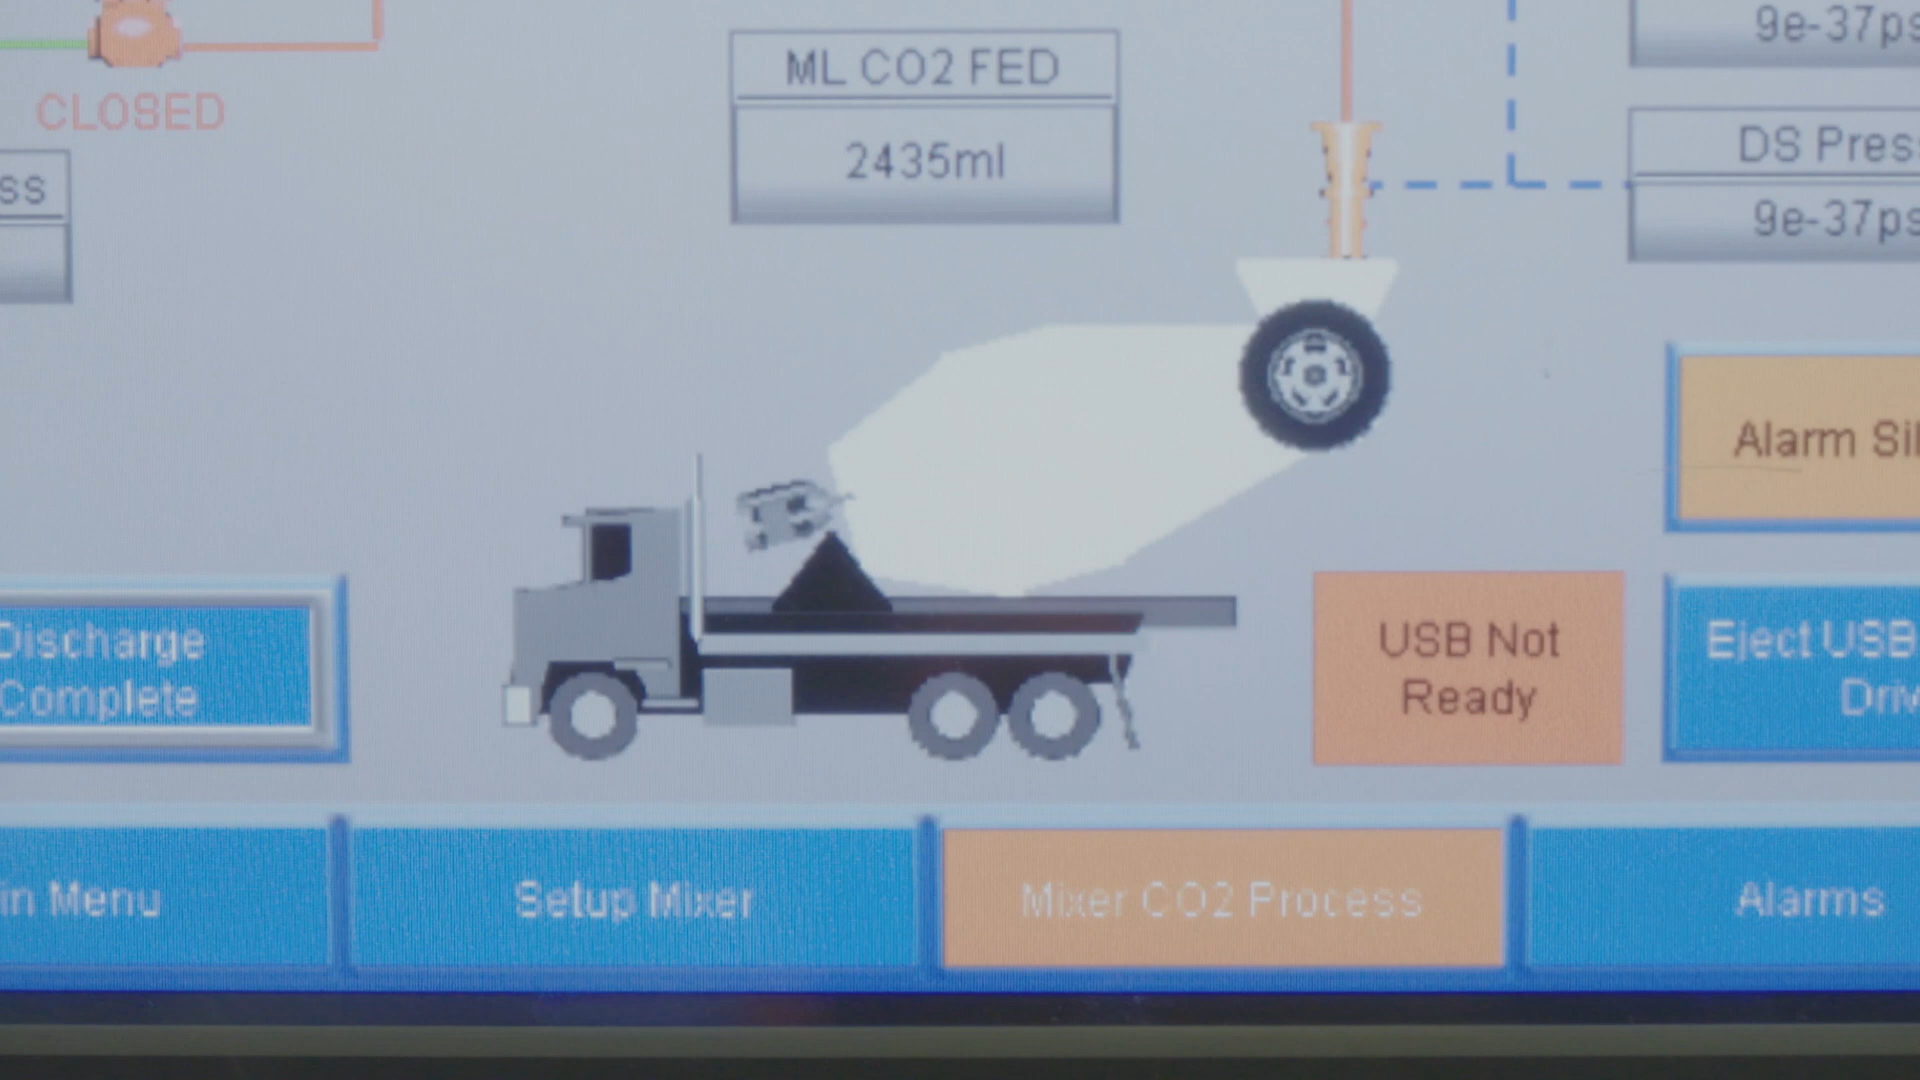 9e-37ps
ML CO2 FED
CLOSED
2435ml
DS Press
9e-37ps
ss
Alarm Sil
Discharge
Complete
USB Not
Ready
Eject USB
Driv
in Menu
Setup Mixer
Mixer CO2 Process
Alarms